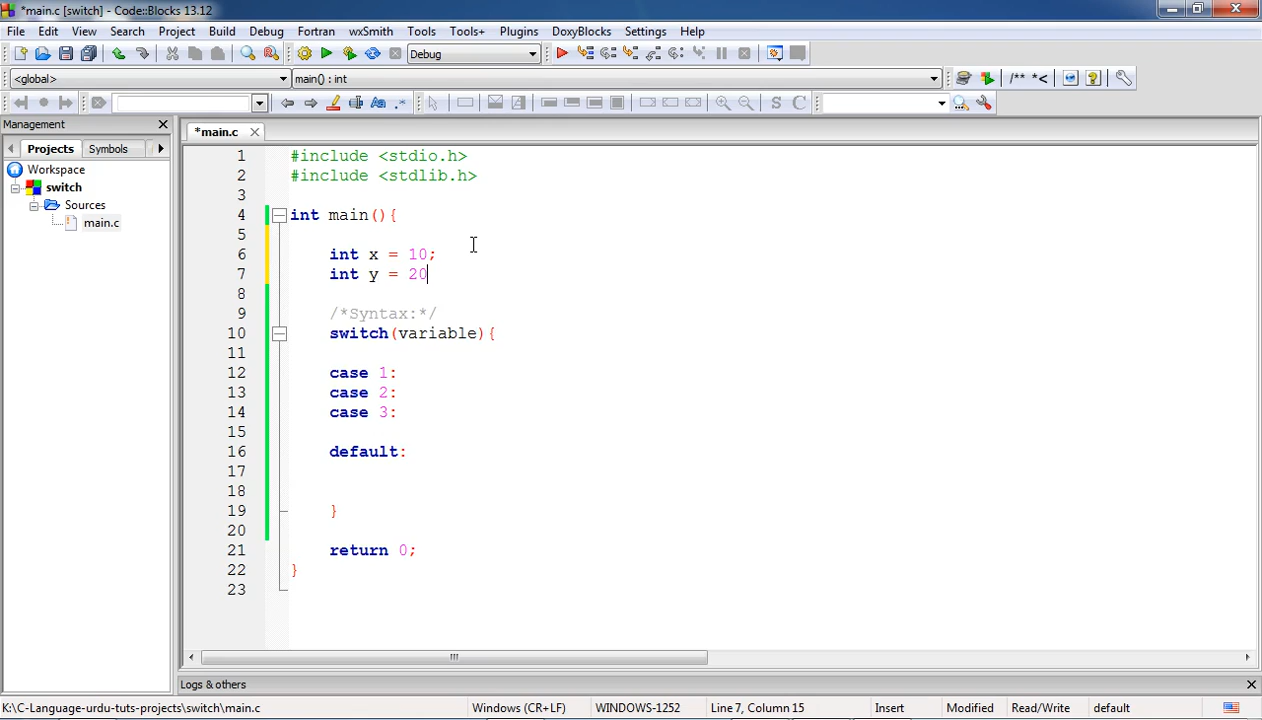 *main.c [switch] - Code::Blocks 13.12
File Edit View Search Project Build Debug Fortran wxSmith Tools Tools+ Plugins DoxyBlocks Settings Help
Debug
<global> main() : int /** *<
Management
Projects Symbols
Workspace
switch
Sources
main.c
*main.c
1 #include <stdio.h>
2 #include <stdlib.h>
3
4 int main(){
5
6 int x = 10;
7 int y = 20
8
9 /*Syntax:*/
10 switch(variable){
11
12 case 1:
13 case 2:
14 case 3:
15
16 default:
17
18
19 }
20
21 return 0;
22 }
23
Logs & others
K:\C-Language-urdu-tuts-projects\switch\main.c Windows (CR+LF) WINDOWS-1252 Line 7, Column 15 Insert Modified Read/Write default